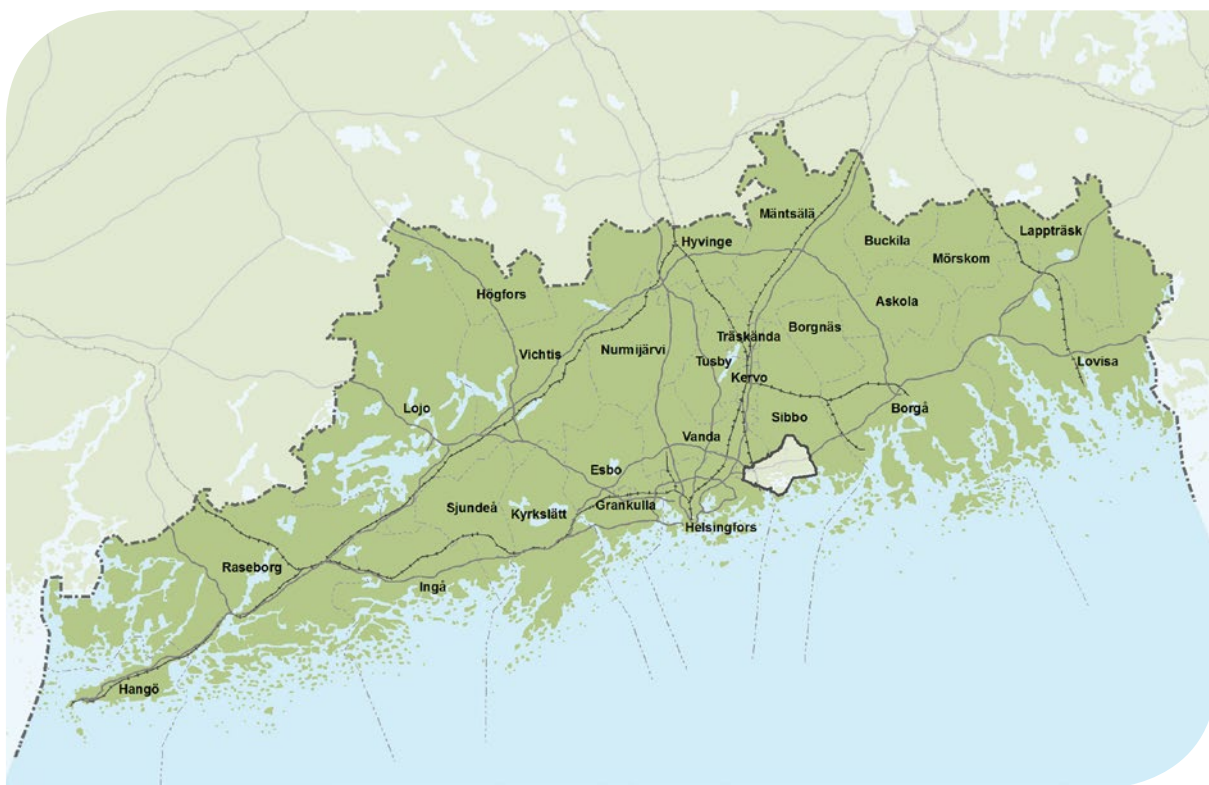 Mäntsälä
Lappträsk
Buckila
Hyvinge
Mörskom
Högfors
Askola
Borgnäs
Träskända
Nurmijärvi
Vichtis
Tusby
Lovisa
Kervo
Lojo
Borgå
Sibbo
Vanda
Esbo
Grankulla
Sjundeå
Kyrkslätt
Helsingfors
Raseborg
Ingå
Hangö